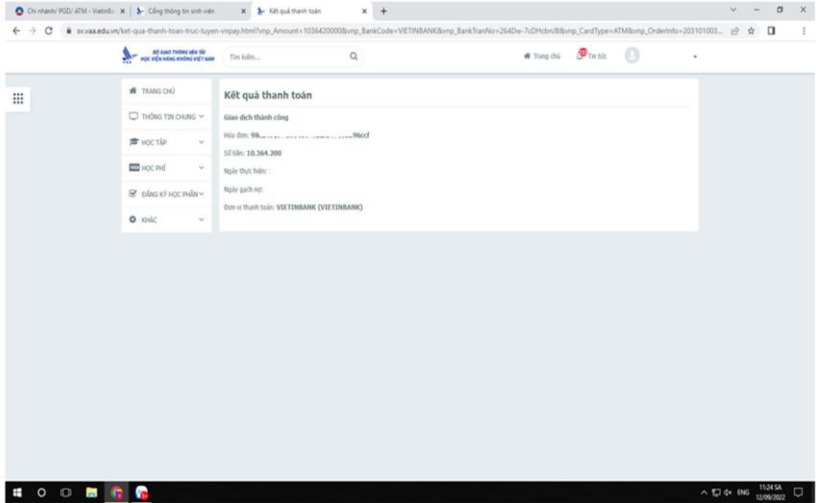 Chi nhánh/ PGD/ ATM - VietinB
Cổng thông tin sinh viên
Kết quả thanh toán
sv.vaa.edu.vn/ket-qua-thanh-toan-truc-tuyen-vnpay.html?vnp_Amount=1036420000&vnp_BankCode=VIETINBANK&vnp_BankTranNo=
BỘ GIAO THÔNG VẬN TẢI
HỌC VIỆN HÀNG KHÔNG VIỆT NAM
Tìm kiếm...
Trang chủ
Tin tức
TRANG CHỦ
THÔNG TIN CHUNG
HỌC TẬP
HỌC PHÍ
ĐĂNG KÝ HỌC PHẦN
KHÁC
Kết quả thanh toán
Giao dịch thành công
Hóa đơn:
Số tiền: 10.364.200
Ngày thực hiện:
Ngày gạch nợ:
Đơn vị thanh toán: VIETINBANK (VIETINBANK)
ENG
11:24 SA
12/09/2022